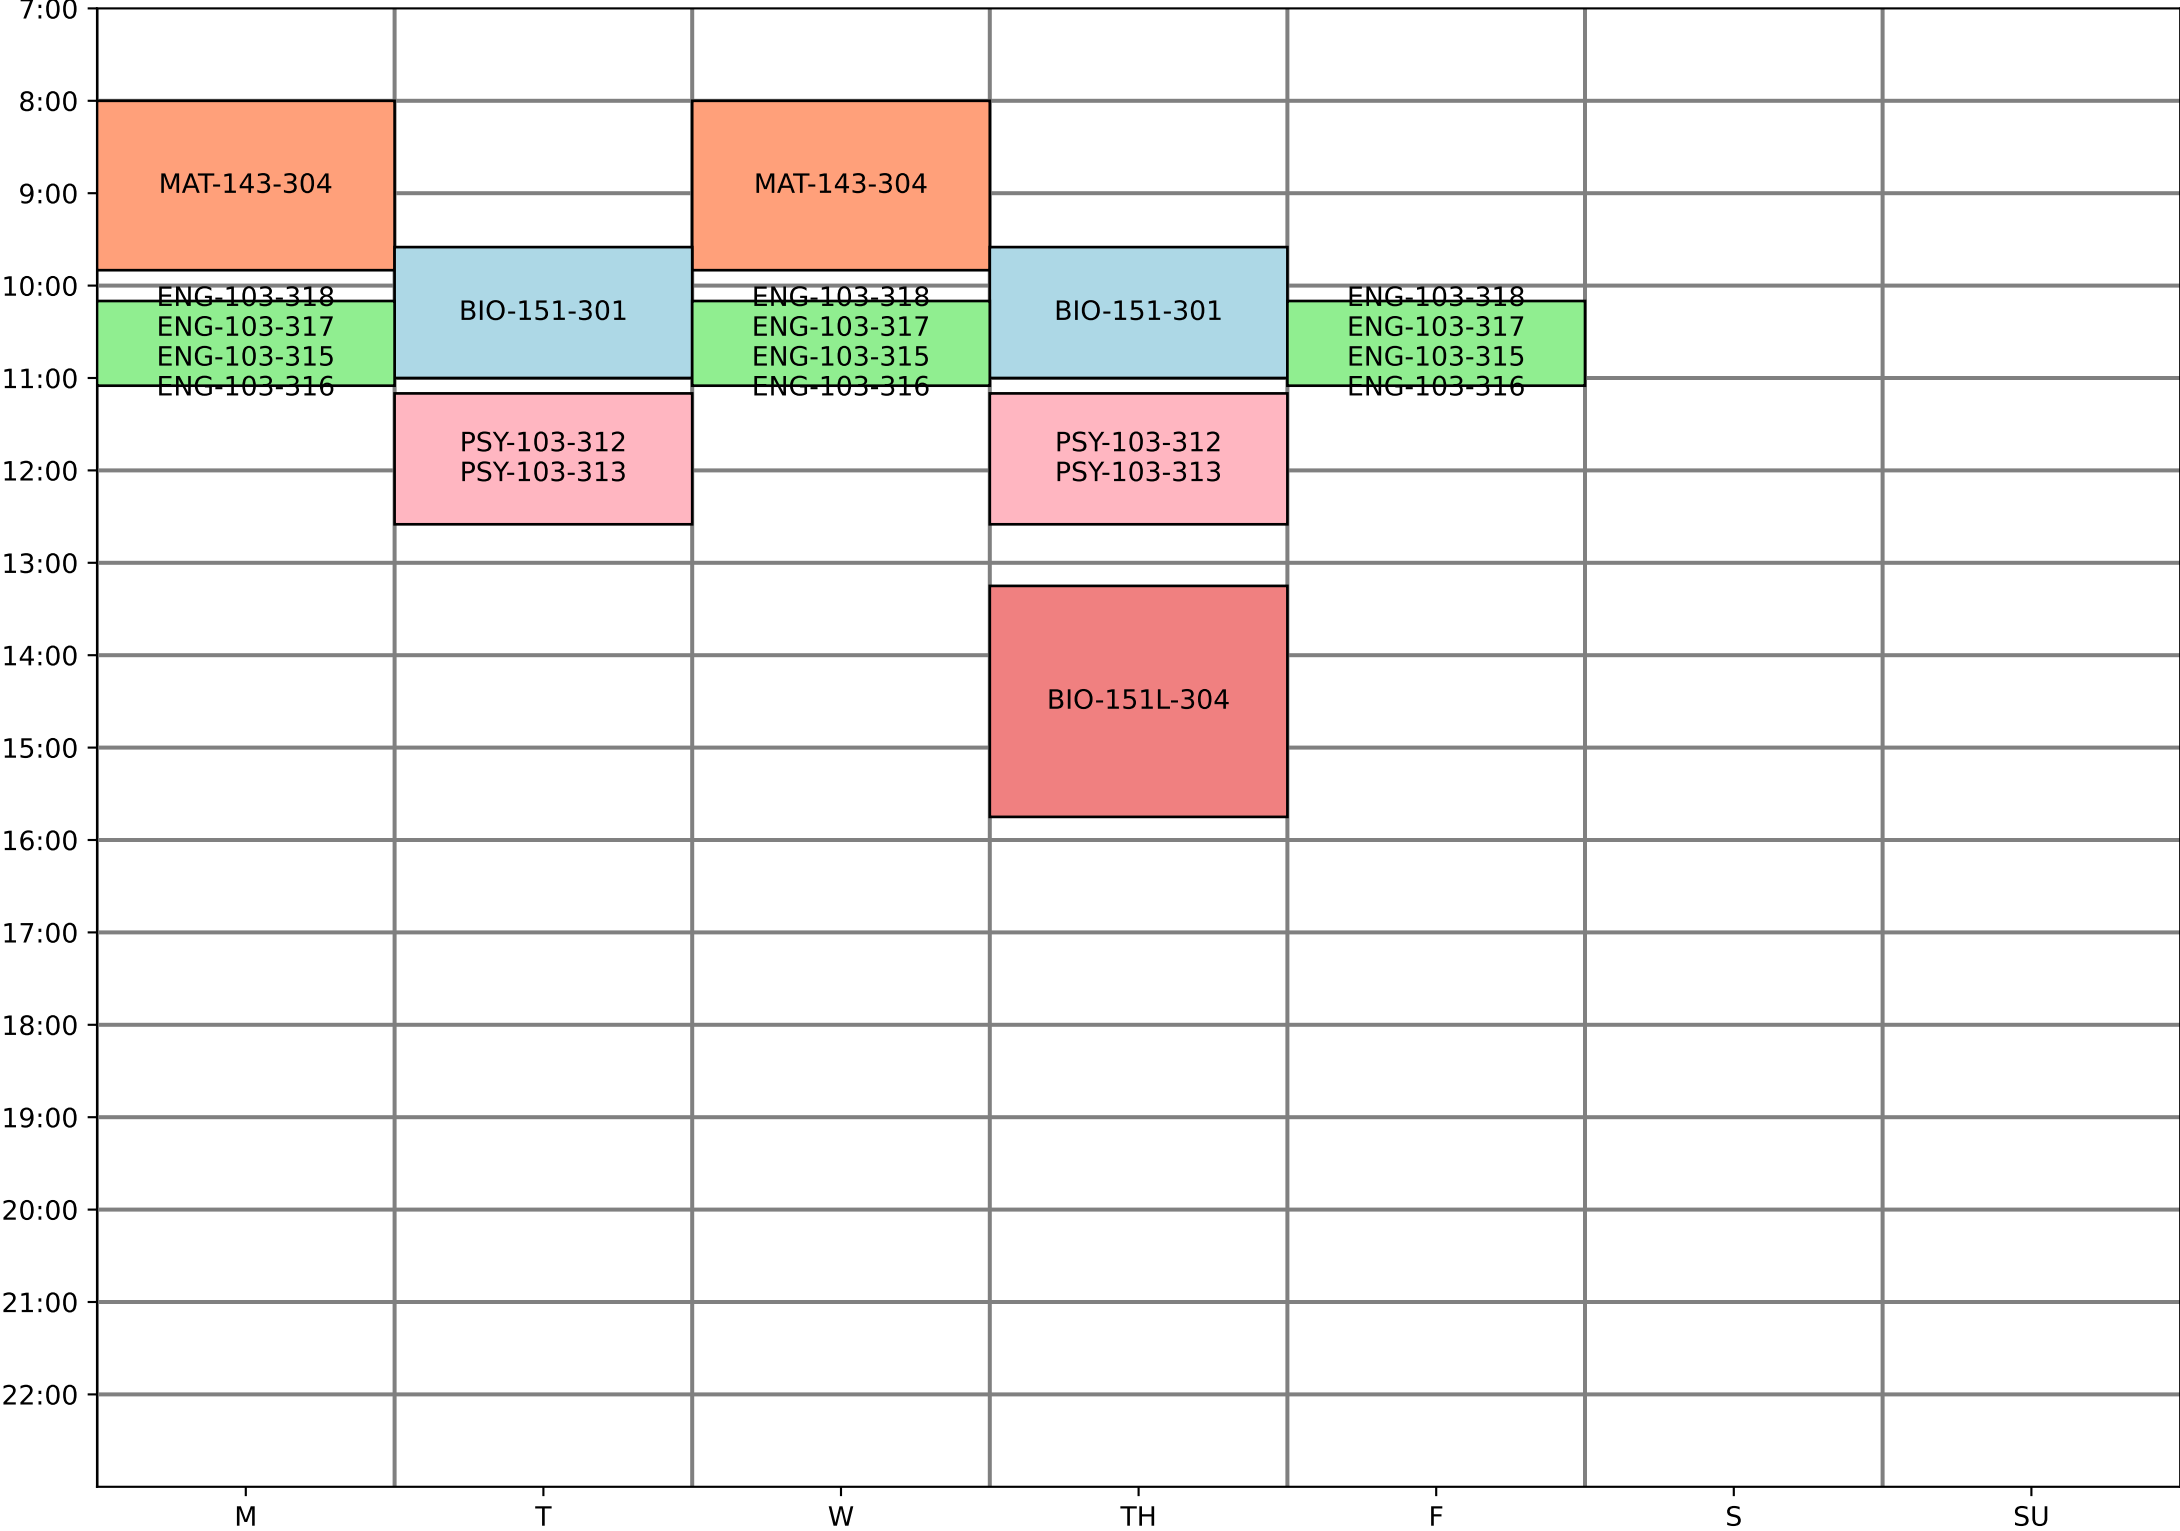 7:00
8:00
MAT-143-304
MAT-143-304
9:00
10:00
ENG-103-318
ENG-103-317
ENG-103-315
ENG-103-316
BIO-151-301
ENG-103-318
ENG-103-317
ENG-103-315
ENG-103-316
BIO-151-301
ENG-103-318
ENG-103-317
ENG-103-315
ENG-103-316
11:00
PSY-103-312
PSY-103-313
PSY-103-312
PSY-103-313
12:00
13:00
14:00
BIO-151L-304
15:00
16:00
17:00
18:00
19:00
20:00
21:00
22:00
M T W TH F S SU